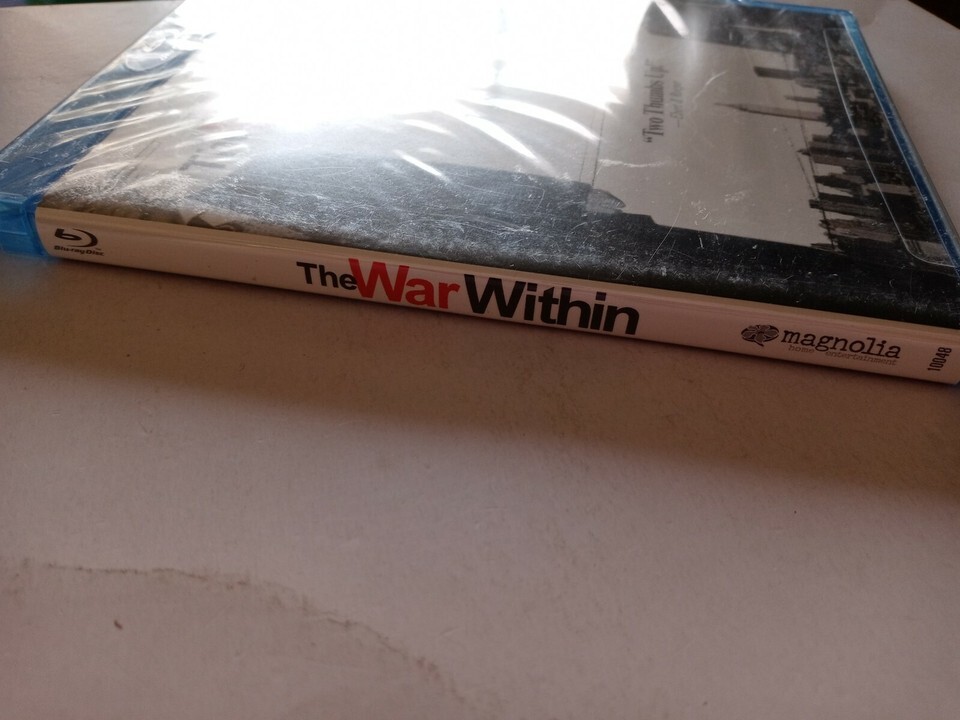 "Two Thumbs Up"
Blu-ray Disc
The War Within
magnolia
home entertainment
10048